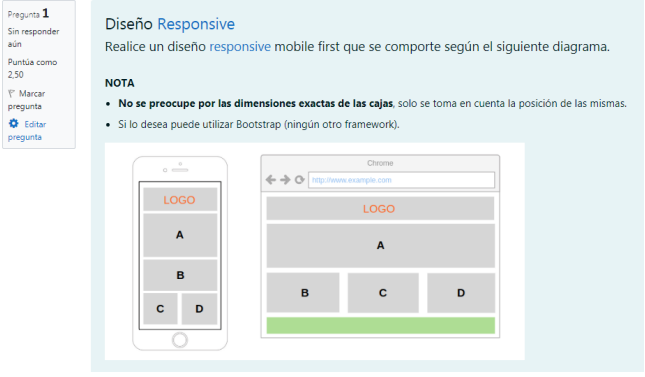 Pregunta 1
Sin responder
aún
Puntúa como
2,50
Marcar
pregunta
Editar
pregunta
Diseño Responsive
Realice un diseño responsive mobile first que se comporte según el siguiente diagrama.
NOTA
• No se preocupe por las dimensiones exactas de las cajas, solo se toma en cuenta la posición de las mismas.
• Si lo desea puede utilizar Bootstrap (ningún otro framework).
LOGO
A
B
C D
Chrome
http://www.example.com
LOGO
A
B C D